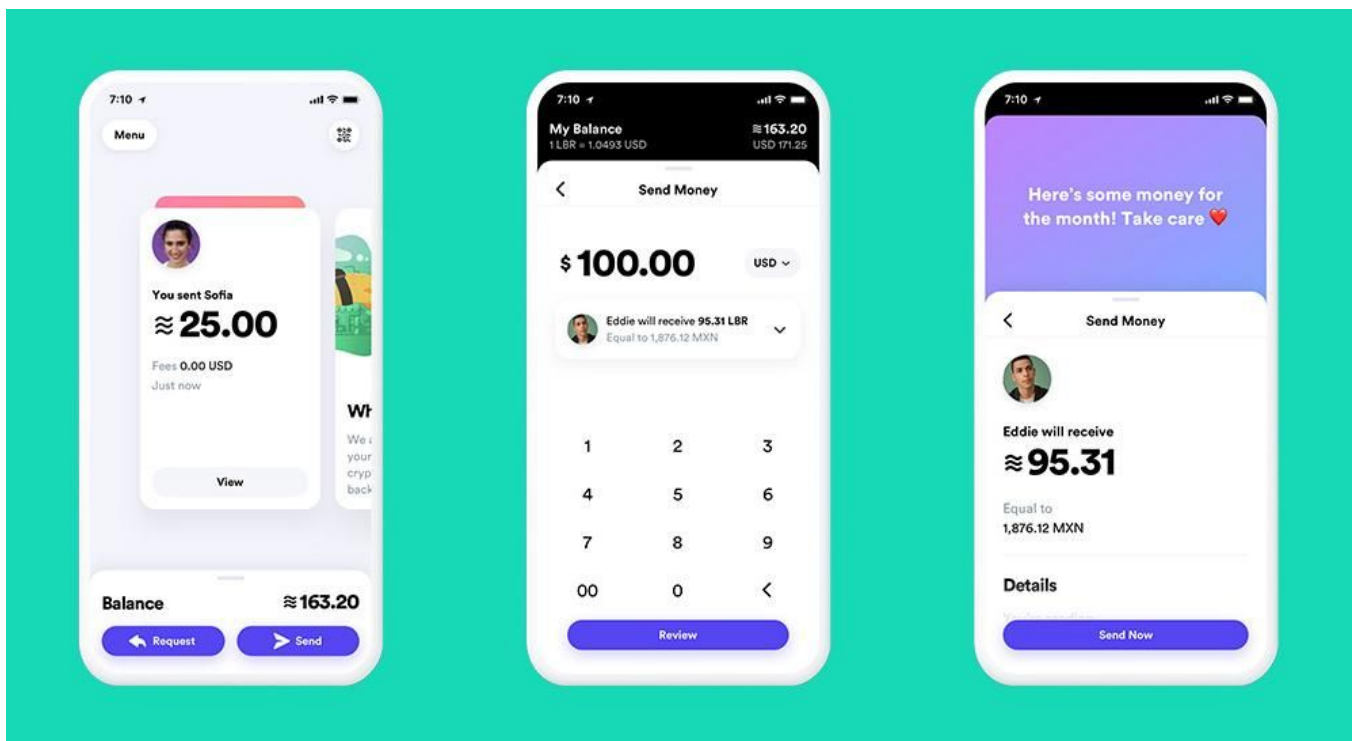 7:10
Menu
You sent Sofia
≋ 25.00
Fees 0.00 USD
Just now
View
Wh
We a
your
cryp
back
Balance ≋ 163.20
Request Send
7:10
My Balance ≋ 163.20
1 LBR = 1.0493 USD USD 171.25
Send Money
$ 100.00 USD
Eddie will receive 95.31 LBR
Equal to 1,876.12 MXN
1 2 3
4 5 6
7 8 9
00 0
Review
7:10
Here's some money for
the month! Take care ❤️
Send Money
Eddie will receive
≋ 95.31
Equal to
1,876.12 MXN
Details
Send Now